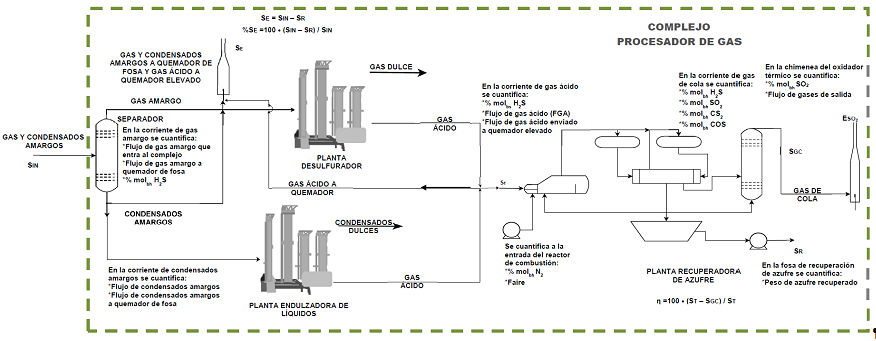 COMPLEJO
PROCESADOR DE GAS
SE = SIN – SR
%SE =100 • (SIN – SR) / SIN
SE
GAS Y CONDENSADOS
AMARGOS A QUEMADOR DE
FOSA Y GAS ÁCIDO A
QUEMADOR ELEVADO
GAS DULCE
GAS AMARGO
SEPARADOR
GAS Y CONDENSADOS
AMARGOS
SIN
En la corriente de gas
amargo se cuantifica:
*Flujo de gas amargo que
entra al complejo
*Flujo de gas amargo a
quemador de fosa
*% molbh H2S
PLANTA
DESULFURADOR
GAS
ÁCIDO
GAS ÁCIDO A
QUEMADOR
CONDENSADOS
AMARGOS
CONDENSADOS
DULCES
En la corriente de condensados
amargos se cuantifica:
*Flujo de condensados amargos
*Flujo de condensados amargos
a quemador de fosa
PLANTA ENDULZADORA DE
LÍQUIDOS
GAS
ÁCIDO
En la corriente de gas ácido
se cuantifica:
*% molbh H2S
*Flujo de gas ácido (FGA)
*Flujo de gas ácido enviado
a quemador elevado
Se cuantifica a la
entrada del reactor
de combustión:
*% molbh N2
*Faire
En la corriente de gas
de cola se cuantifica:
*% molbh H2S
*% molbh SO2
*% molbh CS2
*% molbh COS
En la chimenea del oxidador
térmico se cuantifica:
*% molbh SO2
*Flujo de gases de salida
ESO2
SGC
GAS DE
COLA
SR
PLANTA RECUPERADORA
DE AZUFRE
η =100 • (ST – SGC) / ST
En la fosa de recuperación
de azufre se cuantifica:
*Peso de azufre recuperado